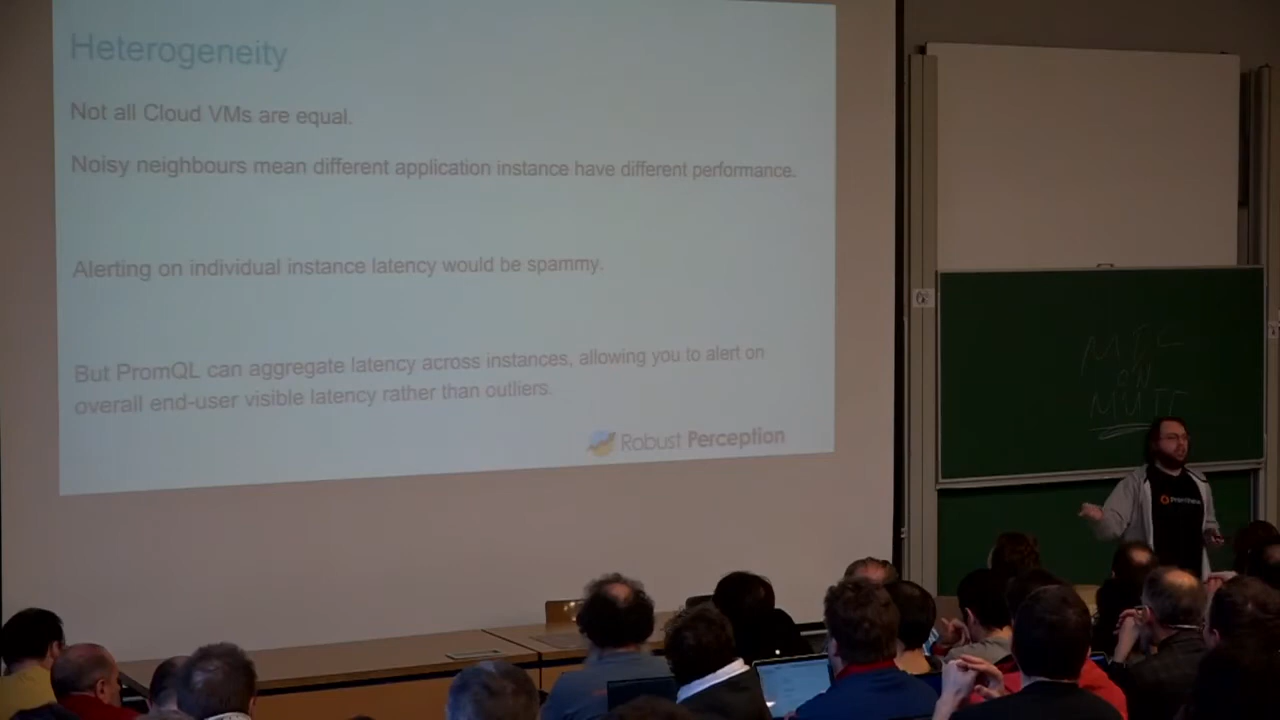 Heterogeneity
Not all Cloud VMs are equal.
Noisy neighbours mean different application instance have different performance.
Alerting on individual instance latency would be spammy.
But PromQL can aggregate latency across instances, allowing you to alert on
overall end-user visible latency rather than outliers.
Robust Perception
ON
MUTE